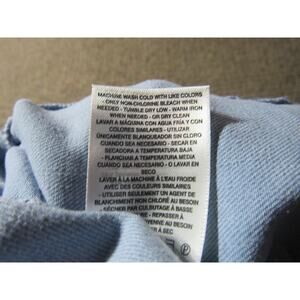 MACHINE WASH COLD WITH LIKE COLORS
- ONLY NON-CHLORINE BLEACH WHEN
NEEDED - TUMBLE DRY LOW - WARM IRON
WHEN NEEDED - OR DRY CLEAN
LAVAR A MÁQUINA CON AGUA FRÍA Y CON
COLORES SIMILARES - UTILIZAR
ÚNICAMENTE BLANQUEADOR SIN CLORO
CUANDO SEA NECESARIO - SECAR EN
SECADORA A TEMPERATURA BAJA
- PLANCHAR A TEMPERATURA MEDIA
CUANDO SEA NECESARIO - O LAVAR EN
SECO
LAVER À LA MACHINE À L'EAU FROIDE
AVEC DES COULEURS SIMILAIRES
- UTILISER SEULEMENT UN AGENT DE
BLANCHIMENT NON CHLORÉ AU BESOIN
- SÉCHER PAR CULBUTAGE À BASSE
- REPASSER À
À SEC